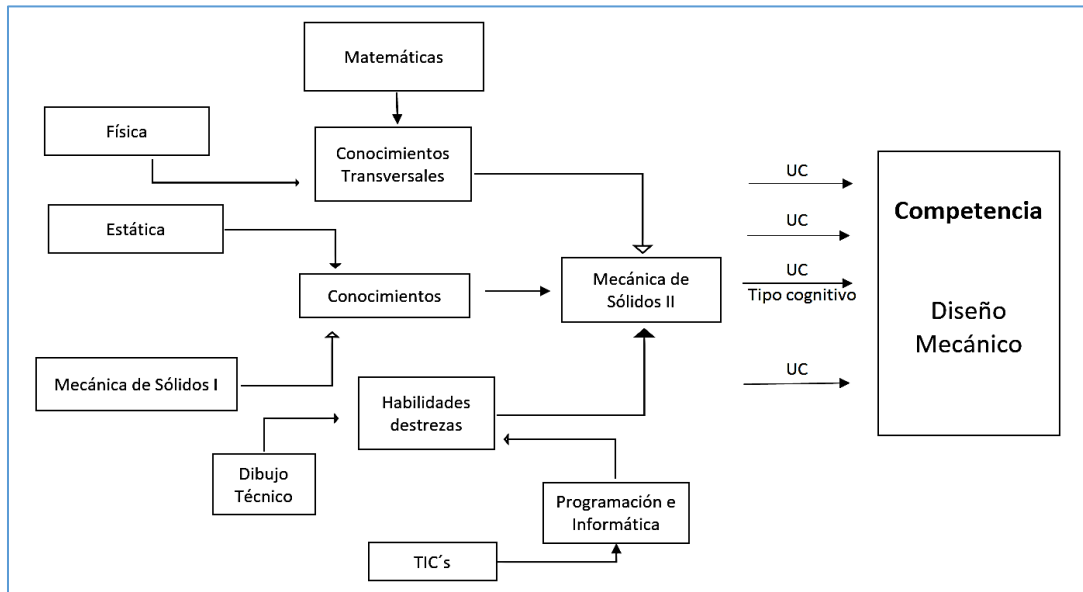 Matemáticas
Física
Conocimientos
Transversales
UC
Competencia
Estática
UC
Mecánica de
Sólidos II
UC
Tipo cognitivo
Conocimientos
Diseño
Mecánico
Mecánica de Sólidos I
UC
Habilidades
destrezas
Dibujo
Técnico
Programación e
Informática
TIC´s